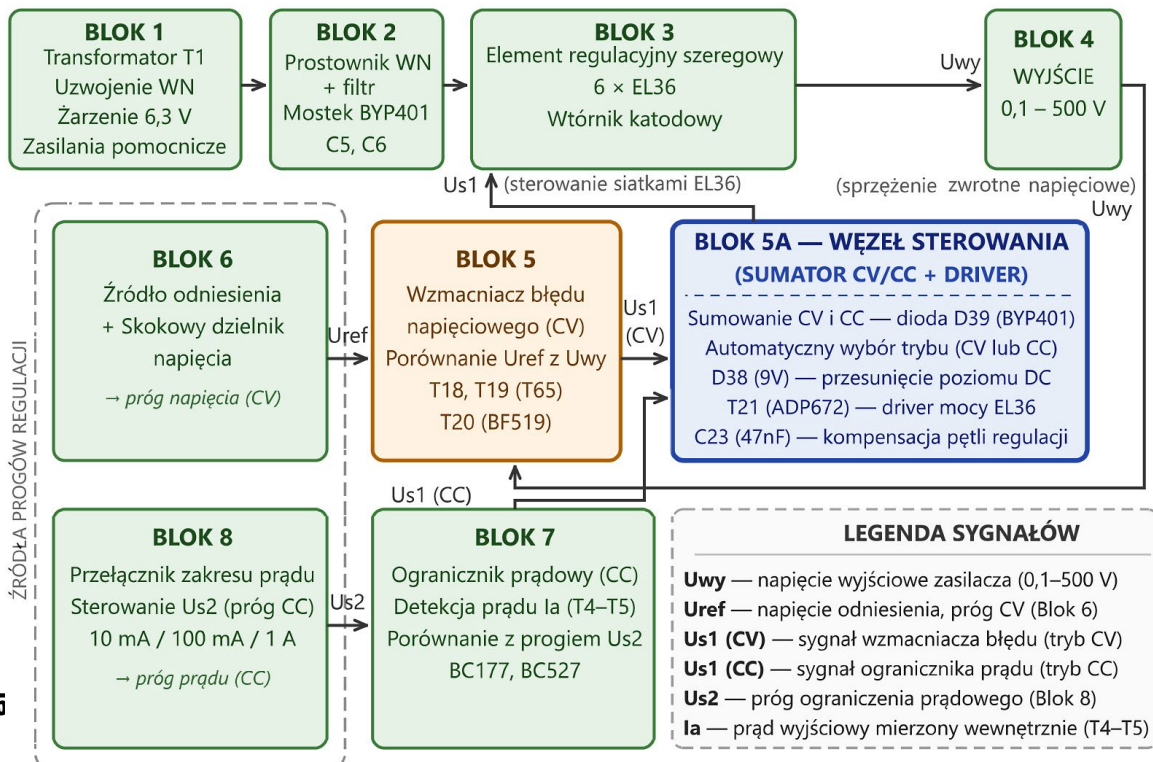 BLOK 1
Transformator T1
Uzwojenie WN
Żarzenie 6,3 V
Zasilania pomocnicze
BLOK 2
Prostownik WN
+ filtr
Mostek BYP401
C5, C6
BLOK 3
Element regulacyjny szeregowy
6 × EL36
Wtórnik katodowy
Uwy
BLOK 4
WYJŚCIE
0,1 – 500 V
Us1
(sterowanie siatkami EL36)
(sprzężenie zwrotne napięciowe)
Uwy
ŹRÓDŁA PROGÓW REGULACJI
BLOK 6
Źródło odniesienia
+ Skokowy dzielnik
napięcia
→ próg napięcia (CV)
Uref
BLOK 5
Wzmacniacz błędu
napięciowego (CV)
Porównanie Uref z Uwy
T18, T19 (T65)
T20 (BF519)
Us1
(CV)
BLOK 5A — WĘZEŁ STEROWANIA
(SUMATOR CV/CC + DRIVER)
Sumowanie CV i CC — dioda D39 (BYP401)
Automatyczny wybór trybu (CV lub CC)
D38 (9V) — przesunięcie poziomu DC
T21 (ADP672) — driver mocy EL36
C23 (47nF) — kompensacja pętli regulacji
Us1 (CC)
BLOK 8
Przełącznik zakresu prądu
Sterowanie Us2 (próg CC)
10 mA / 100 mA / 1 A
→ próg prądu (CC)
Us2
BLOK 7
Ogranicznik prądowy (CC)
Detekcja prądu Ia (T4–T5)
Porównanie z progiem Us2
BC177, BC527
LEGENDA SYGNAŁÓW
Uwy — napięcie wyjściowe zasilacza (0,1–500 V)
Uref — napięcie odniesienia, próg CV (Blok 6)
Us1 (CV) — sygnał wzmacniacza błędu (tryb CV)
Us1 (CC) — sygnał ogranicznika prądu (tryb CC)
Us2 — próg ograniczenia prądowego (Blok 8)
Ia — prąd wyjściowy mierzony wewnętrznie (T4–T5)